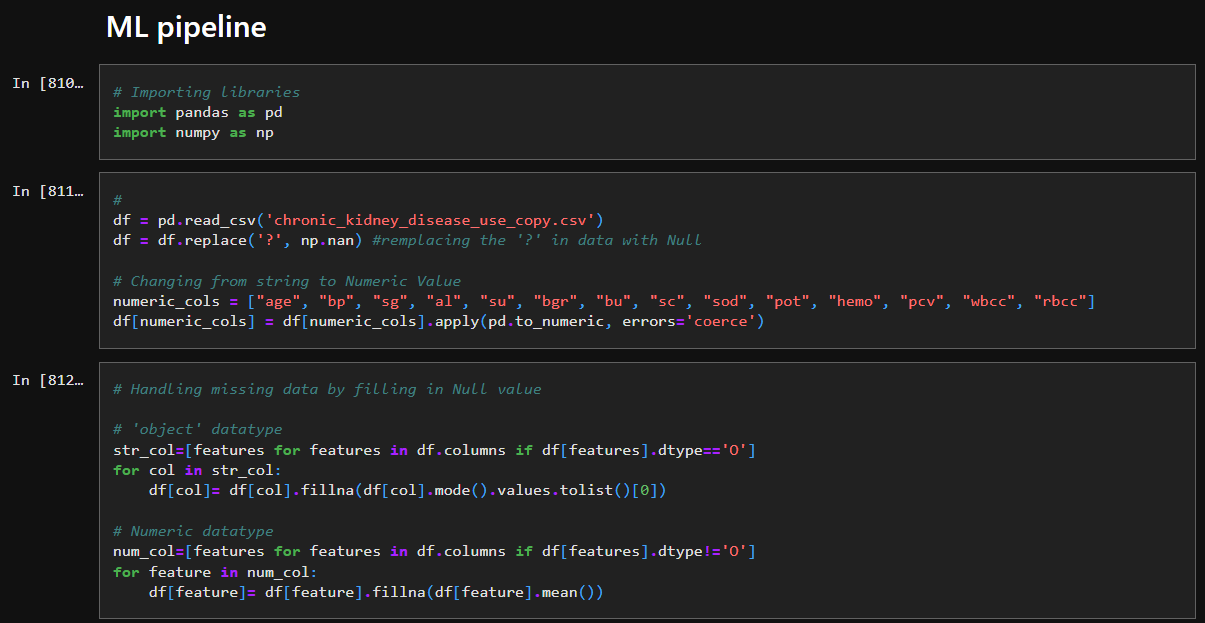 ML pipeline
In [810…
# Importing libraries
import pandas as pd
import numpy as np
In [811…
#
df = pd.read_csv('chronic_kidney_disease_use_copy.csv')
df = df.replace('?', np.nan) #remplacing the '?' in data with Null
# Changing from string to Numeric Value
numeric_cols = ["age", "bp", "sg", "al", "su", "bgr", "bu", "sc", "sod", "pot", "hemo", "pcv", "wbcc", "rbcc"]
df[numeric_cols] = df[numeric_cols].apply(pd.to_numeric, errors='coerce')
In [812…
# Handling missing data by filling in Null value
# 'object' datatype
str_col=[features for features in df.columns if df[features].dtype=='O']
for col in str_col:
    df[col]= df[col].fillna(df[col].mode().values.tolist()[0])
# Numeric datatype
num_col=[features for features in df.columns if df[features].dtype!='O']
for feature in num_col:
    df[feature]= df[feature].fillna(df[feature].mean())